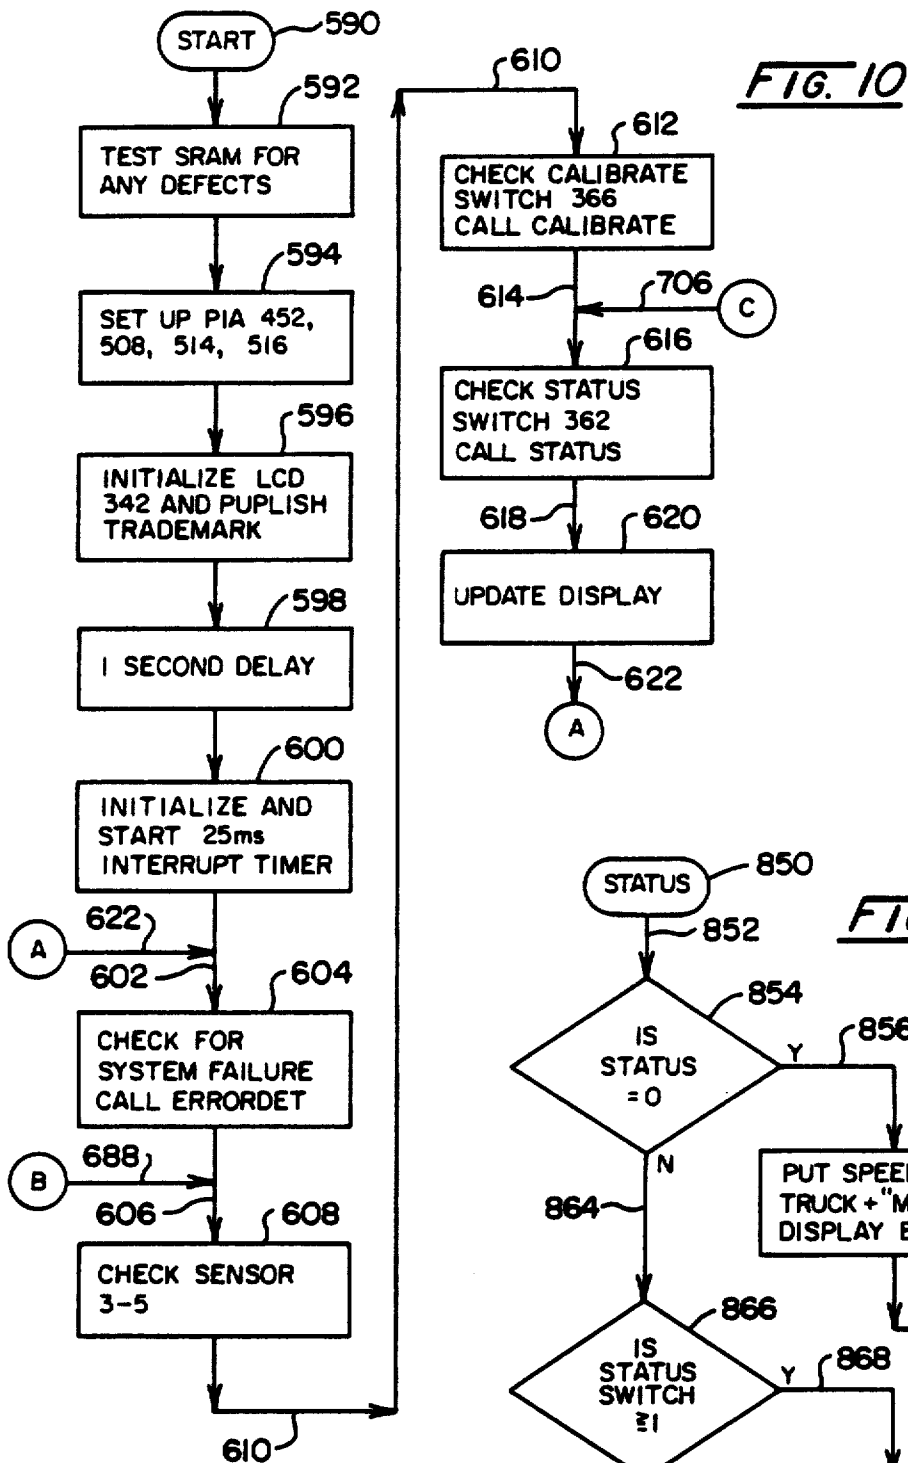 START
590
592
TEST SRAM FOR
ANY DEFECTS
594
SET UP PIA 452,
508, 514, 516
596
INITIALIZE LCD
342 AND PUPLISH
TRADEMARK
598
1 SECOND DELAY
600
INITIALIZE AND
START 25ms
INTERRUPT TIMER
A
622
602
604
CHECK FOR
SYSTEM FAILURE
CALL ERRORDET
B
688
606
608
CHECK SENSOR
3-5
610
610
FIG. 10
612
CHECK CALIBRATE
SWITCH 366
CALL CALIBRATE
614
706
C
616
CHECK STATUS
SWITCH 362
CALL STATUS
618
620
UPDATE DISPLAY
622
A
STATUS
850
852
854
IS
STATUS
=0
Y
856
N
864
PUT
TRUCK + "M
DISPLAY
866
IS
STATUS
SWITCH
≧1
Y
868